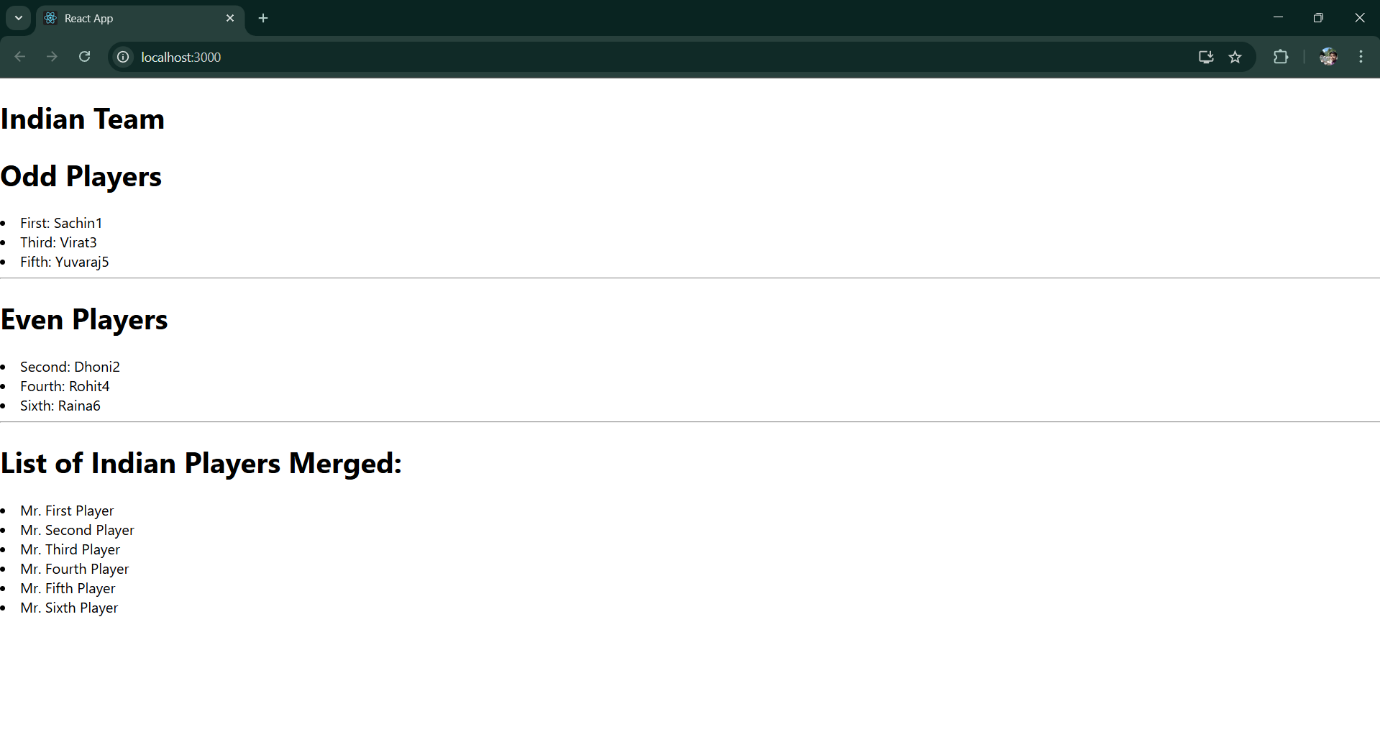 React App
localhost:3000
Indian Team
Odd Players
First: Sachin1
Third: Virat3
Fifth: Yuvaraj5
Even Players
Second: Dhoni2
Fourth: Rohit4
Sixth: Raina6
List of Indian Players Merged:
Mr. First Player
Mr. Second Player
Mr. Third Player
Mr. Fourth Player
Mr. Fifth Player
Mr. Sixth Player